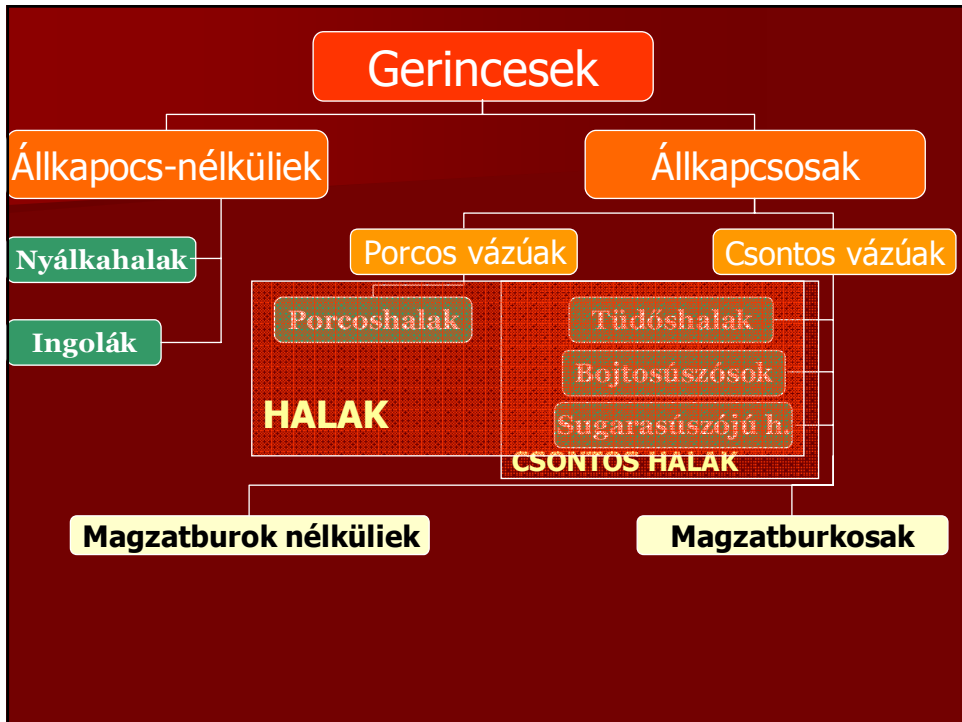 Gerincesek
Állkapocs-nélküliek
Állkapcsosak
Nyálkahalak
Ingolák
Porcos vázúak
Csontos vázúak
Porcoshalak
Tüdőshalak
Bojtosúszósok
Sugarasúszójú h.
HALAK
CSONTOS HALAK
Magzatburok nélküliek
Magzatburkosak